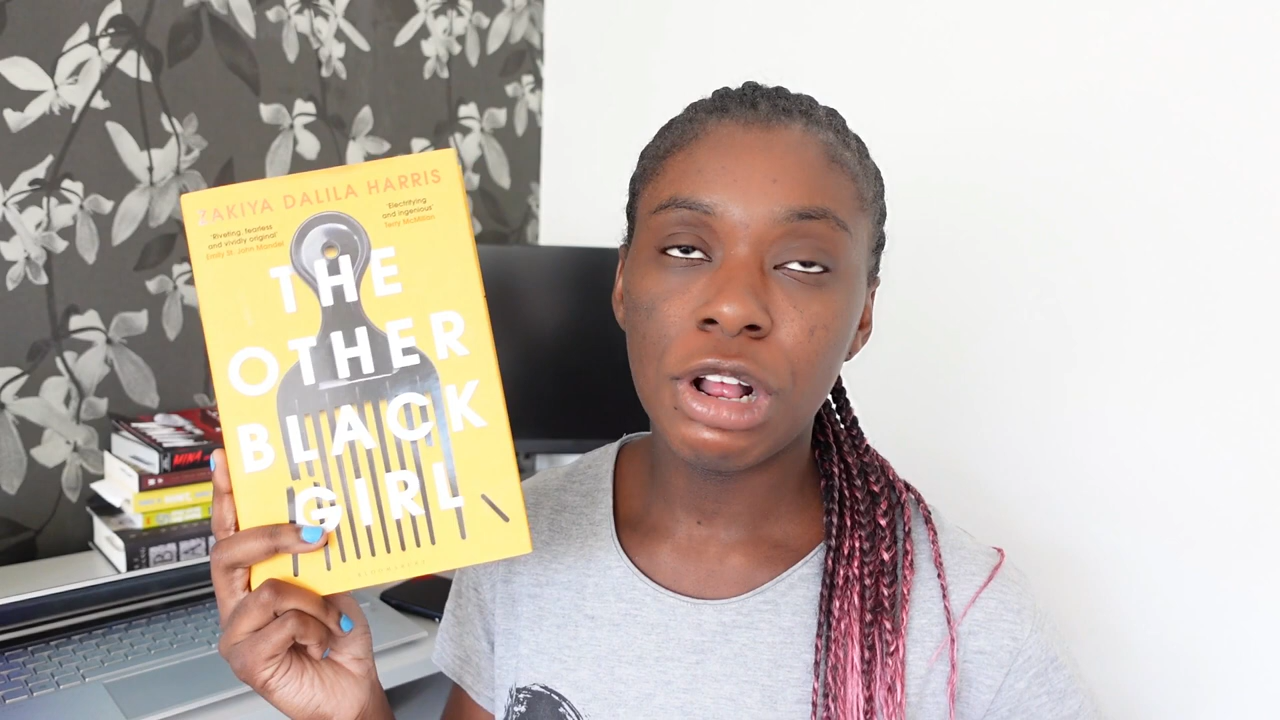 ZAKIYA DALILA HARRIS
'Riveting, fearless
and vividly original'
Emily St. John Mandel
'Electrifying
and ingenious'
Terry McMillan
THE
OTHER
BLACK
GIRL
BLOOMSBURY